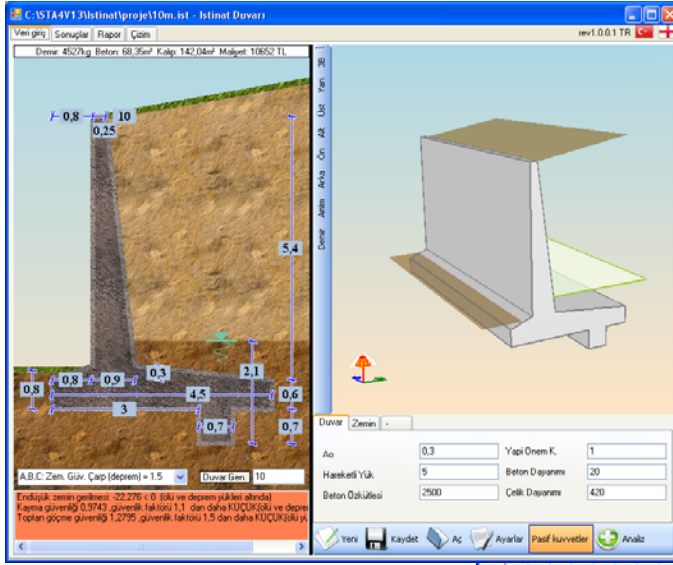 C:\STA4V13\Istinat\proje\10m.ist - Istinat Duvarı
Veri giriş Sonuçlar Rapor Çizim
rev1.0.0.1 TR
Demir: 4527kg Beton: 68,35m³ Kalıp: 142,04m² Maliyet: 10652 TL
3B
Yan
Üst
Alt
Ön
Arka
Anim
Demir
0,8 10
0,25
5,4
0,8 0,8 0,9 0,3 2,1
4,5 0,6
3
0,7 0,7
A,B,C: Zem. Güv. Çarp (deprem) = 1.5 Duvar Gen. 10
Endüşük zemin gerilmesi: -22,276 < 0 (ölü ve deprem yükleri altında)
Kayma güvenliği 0,9743 ,güvenlik faktörü 1,1 dan daha KÜÇÜK(ölü ve depre
Toptan göçme güvenliği 1,2795 ,güvenlik faktörü 1,5 dan daha KÜÇÜK(ölü yü
Duvar Zemin -
Ao 0,3 Yapi Onem K. 1
Hareketli Yük 5 Beton Dayanımı 20
Beton Özkütlesi 2500 Çelik Dayanımı 420
Yeni Kaydet Aç Ayarlar Pasif kuvvetler Analiz